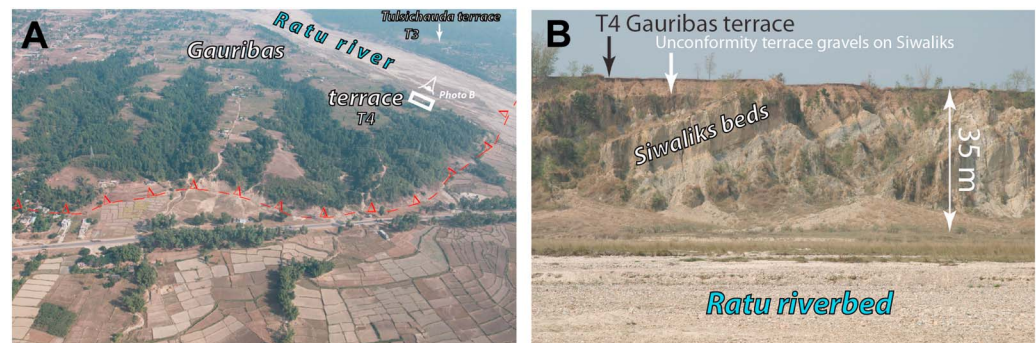 A
Tulsichauda terrace
T3
Ratu river
Gauribas
Photo B
terrace
T4
B
T4 Gauribas terrace
Unconformity terrace gravels on Siwaliks
Siwaliks beds
35 m
Ratu riverbed